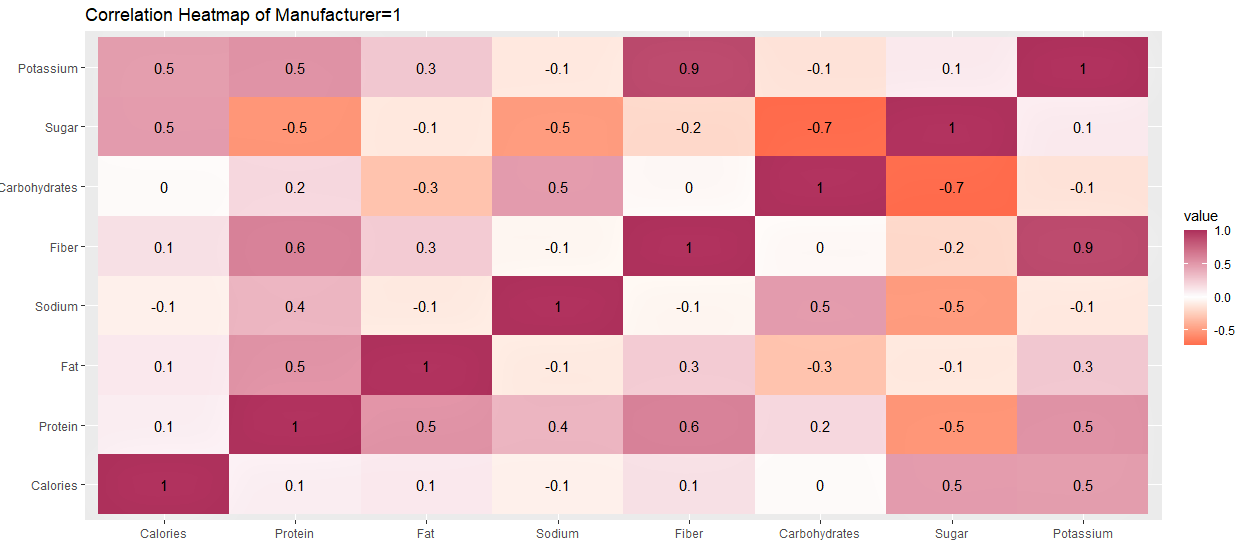 Correlation Heatmap of Manufacturer=1
Potassium 0.5 0.5 0.3 -0.1 0.9 -0.1 0.1 1
Sugar 0.5 -0.5 -0.1 -0.5 -0.2 -0.7 1 0.1
Carbohydrates 0 0.2 -0.3 0.5 0 1 -0.7 -0.1
Fiber 0.1 0.6 0.3 -0.1 1 0 -0.2 0.9
Sodium -0.1 0.4 -0.1 1 -0.1 0.5 -0.5 -0.1
Fat 0.1 0.5 1 -0.1 0.3 -0.3 -0.1 0.3
Protein 0.1 1 0.5 0.4 0.6 0.2 -0.5 0.5
Calories 1 0.1 0.1 -0.1 0.1 0 0.5 0.5
Calories Protein Fat Sodium Fiber Carbohydrates Sugar Potassium
value
1.0
0.5
0.0
-0.5